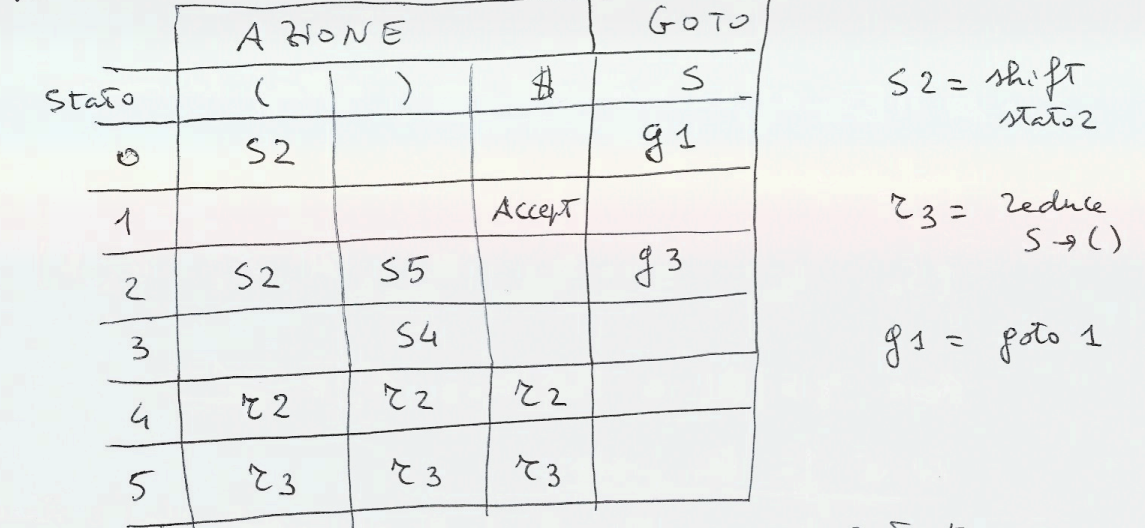 AZIONE GOTO
Stato ( ) $ S
0 S2 g1
1 Accept
2 S2 S5 g3
3 S4
4 r2 r2 r2
5 r3 r3 r3
S2 = shift
stato 2
r3 = reduce
S → ()
g1 = goto 1